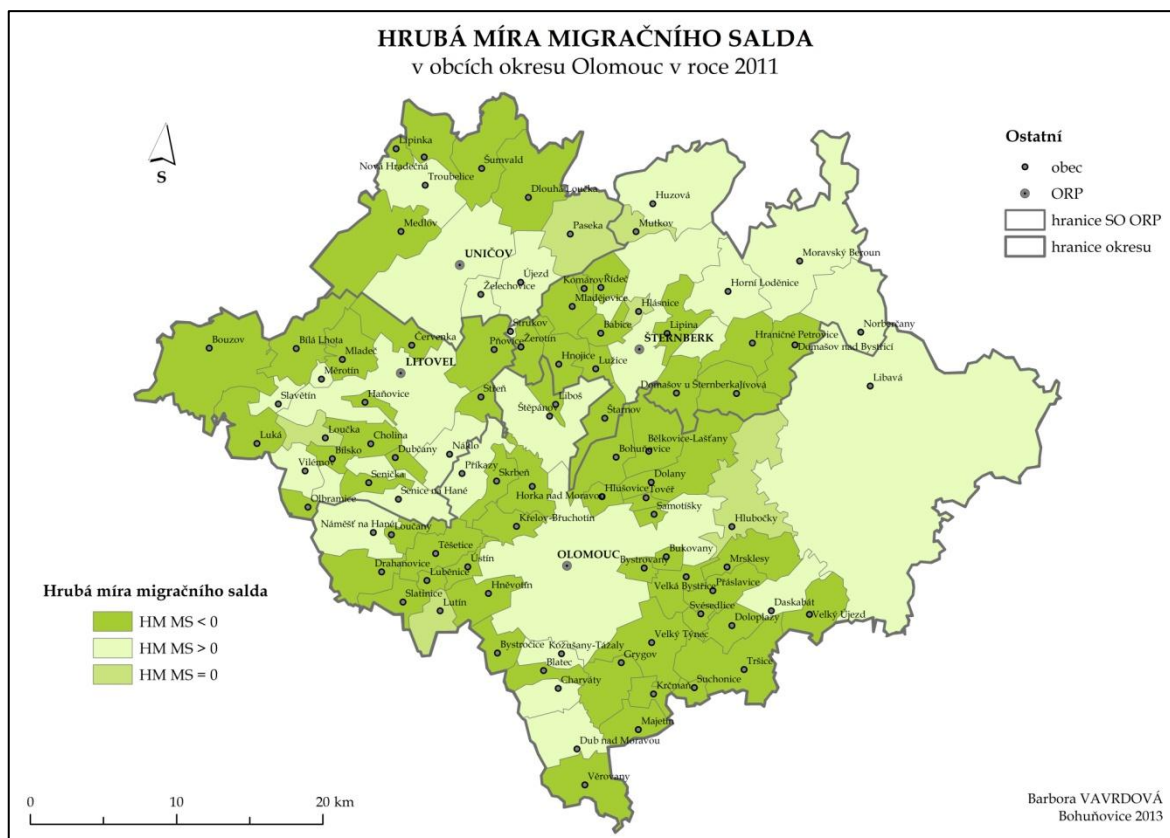 HRUBÁ MÍRA MIGRAČNÍHO SALDA
v obcích okresu Olomouc v roce 2011
S
Ostatní
obec
ORP
hranice SO ORP
hranice okresu
Lipinka
Nová Hradečná
Troubelice
Šumvald
Dlouhá Loučka
Medlov
Paseka
Huzová
Mutkov
UNIČOV
Újezd
Želechovice
Moravský Beroun
Horní Loděnice
Komárov
Řídeč
Mladějovice
Hlásnice
Norberčany
Štrukov
Babice
Lipina
Bouzov
Bílá Lhota
Mladeč
Červenka
Pňovice
Žerotín
ŠTERNBERK
Hraničné Petrovice
Domašov nad Bystřicí
LITOVEL
Hnojice
Lužice
Měrotín
Libavá
Slavětín
Haňovice
Střeň
Domašov u Šternberka
Jívová
Liboš
Štěpánov
Štarnov
Luká
Loučka
Cholina
Bílsko
Dubčany
Náklo
Bělkovice-Lašťany
Bohuňovice
Vilémov
Senička
Příkazy
Skrbeň
Dolany
Olbramice
Senice na Hané
Horka nad Moravou
Hlušovice
Tověř
Samotišky
Náměšť na Hané
Loučany
Křelov-Břuchotín
Hlubočky
Těšetice
OLOMOUC
Bukovany
Drahanovice
Ústín
Bystrovany
Mrsklesy
Luběnice
Velká Bystřice
Přáslavice
Slatinice
Hněvotín
Lutín
Svésedlice
Daskabát
Velký Újezd
Doloplazy
Bystročice
Kožušany-Tážaly
Velký Týnec
Blatec
Grygov
Tršice
Charváty
Krčmaň
Suchonice
Majetín
Dub nad Moravou
Věrovany
Hrubá míra migračního salda
HM MS < 0
HM MS > 0
HM MS = 0
0 10 20 km
Barbora VAVRDOVÁ
Bohuňovice 2013